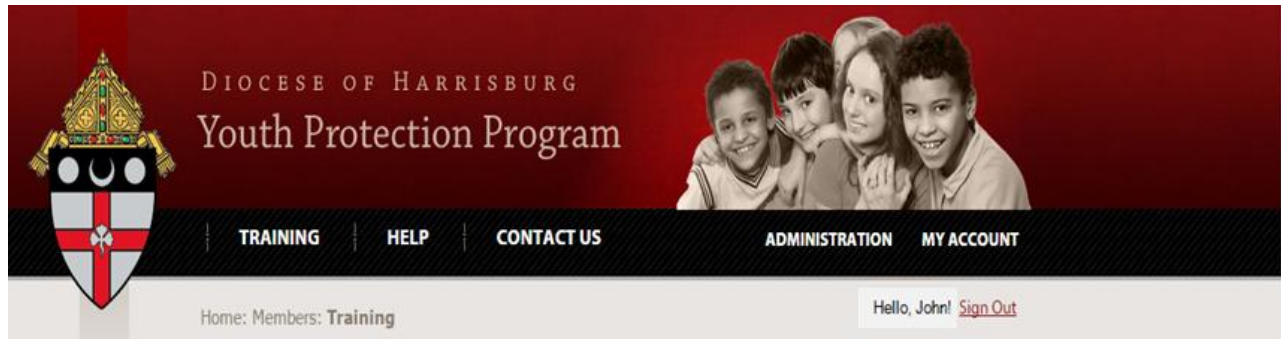 DIOCESE OF HARRISBURG
Youth Protection Program
TRAINING HELP CONTACT US ADMINISTRATION MY ACCOUNT
Home: Members: Training Hello, John! Sign Out